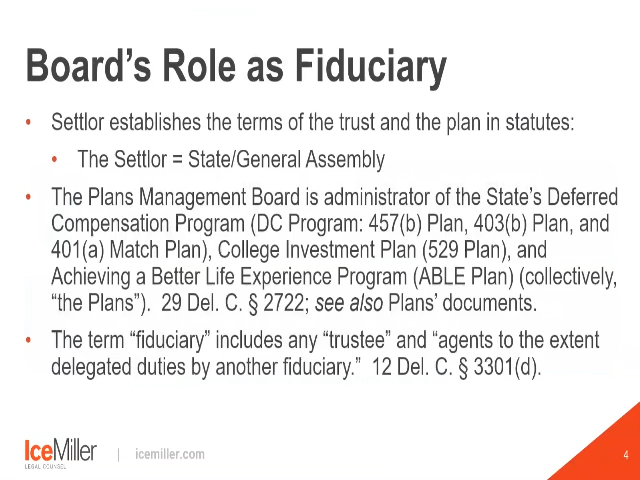 Board's Role as Fiduciary
• Settlor establishes the terms of the trust and the plan in statutes:
• The Settlor = State/General Assembly
• The Plans Management Board is administrator of the State's Deferred
Compensation Program (DC Program: 457(b) Plan, 403(b) Plan, and
401(a) Match Plan), College Investment Plan (529 Plan), and
Achieving a Better Life Experience Program (ABLE Plan) (collectively,
"the Plans"). 29 Del. C. § 2722; see also Plans' documents.
• The term "fiduciary" includes any "trustee" and "agents to the extent
delegated duties by another fiduciary." 12 Del. C. § 3301(d).
IceMiller
LEGAL COUNSEL
| icemiller.com
4